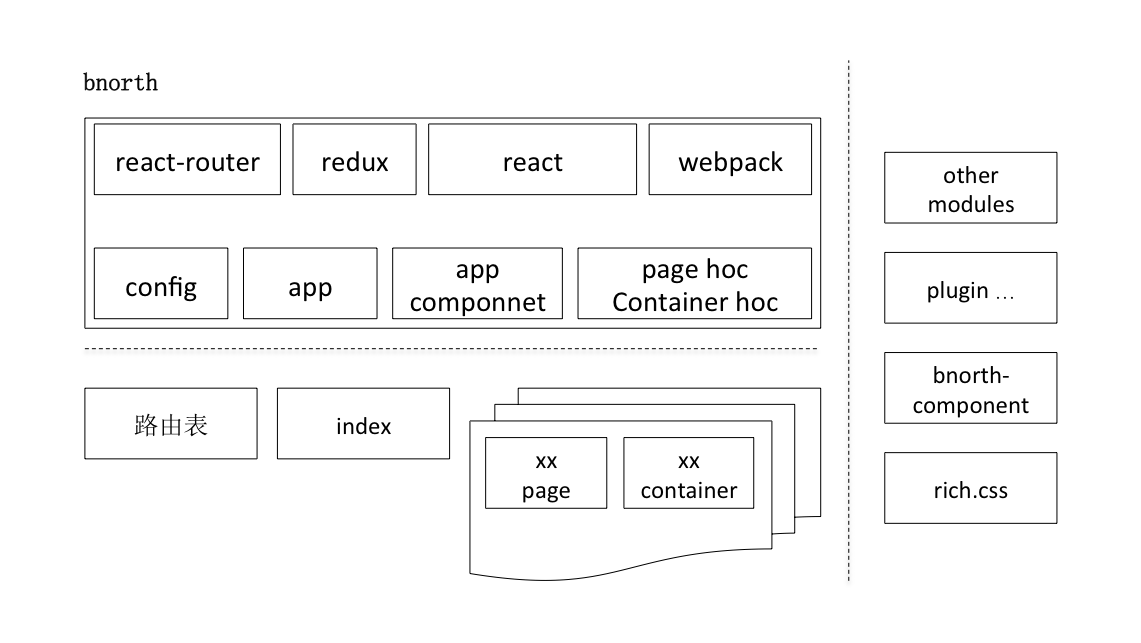 bnorth
react-router
redux
react
webpack
config
app
app
componnet
page hoc
Container hoc
路由表
index
xx
page
xx
container
other
modules
plugin …
bnorth-
component
rich.css